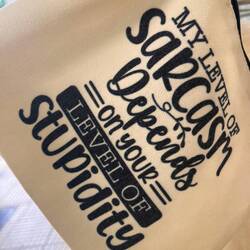 MY LEVEL OF
sarcasm
Depends
ON YOUR
LEVEL OF
Stupidity